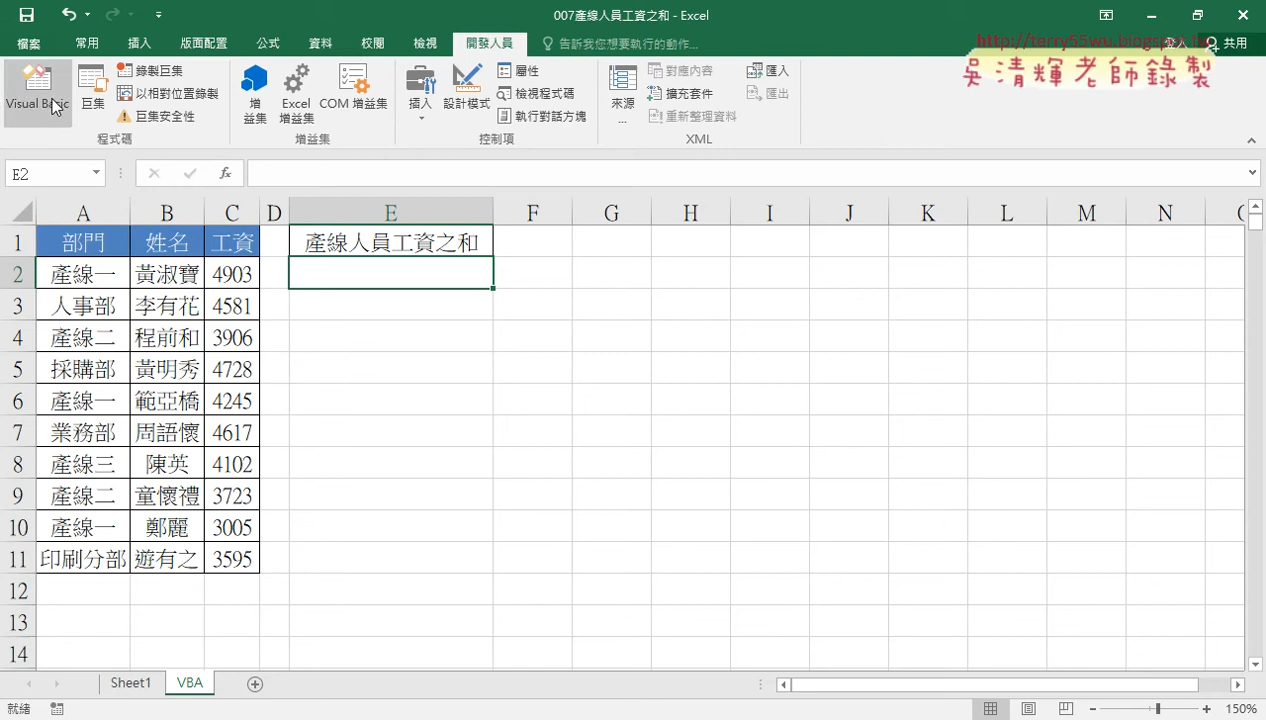 007產線人員工資之和 - Excel
http://terry55wu.blogspot.tw
吳清輝老師錄製
檔案 常用 插入 版面配置 公式 資料 校閱 檢視 開發人員 告訴我您想要執行的動作... 登入 共用
Visual Basic 巨集 錄製巨集 以相對位置錄製 巨集安全性
增益集 Excel 增益集 COM 增益集
插入 設計模式 屬性 檢視程式碼 執行對話方塊
來源... 對應內容 擴充套件 重新整理資料 匯入 匯出
程式碼 增益集 控制項 XML
E2 fx
A B C D E F G H I J K L M N
1 部門 姓名 工資 產線人員工資之和
2 產線一 黃淑寶 4903
3 人事部 李有花 4581
4 產線二 程前和 3906
5 採購部 黃明秀 4728
6 產線一 範亞橋 4245
7 業務部 周語懷 4617
8 產線三 陳英 4102
9 產線二 童懷禮 3723
10 產線一 鄭麗 3005
11 印刷分部 遊有之 3595
12
13
14
Sheet1 VBA
就緒 150%